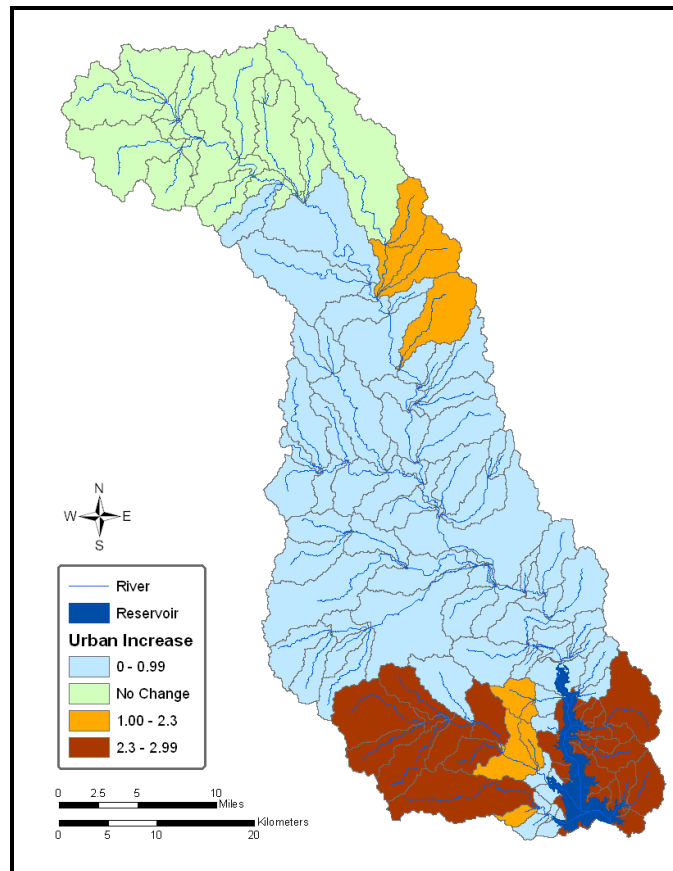 N
W E
S
River
Reservoir
Urban Increase
0 - 0.99
No Change
1.00 - 2.3
2.3 - 2.99
0 2.5 5 10
Miles
Kilometers
0 5 10 20